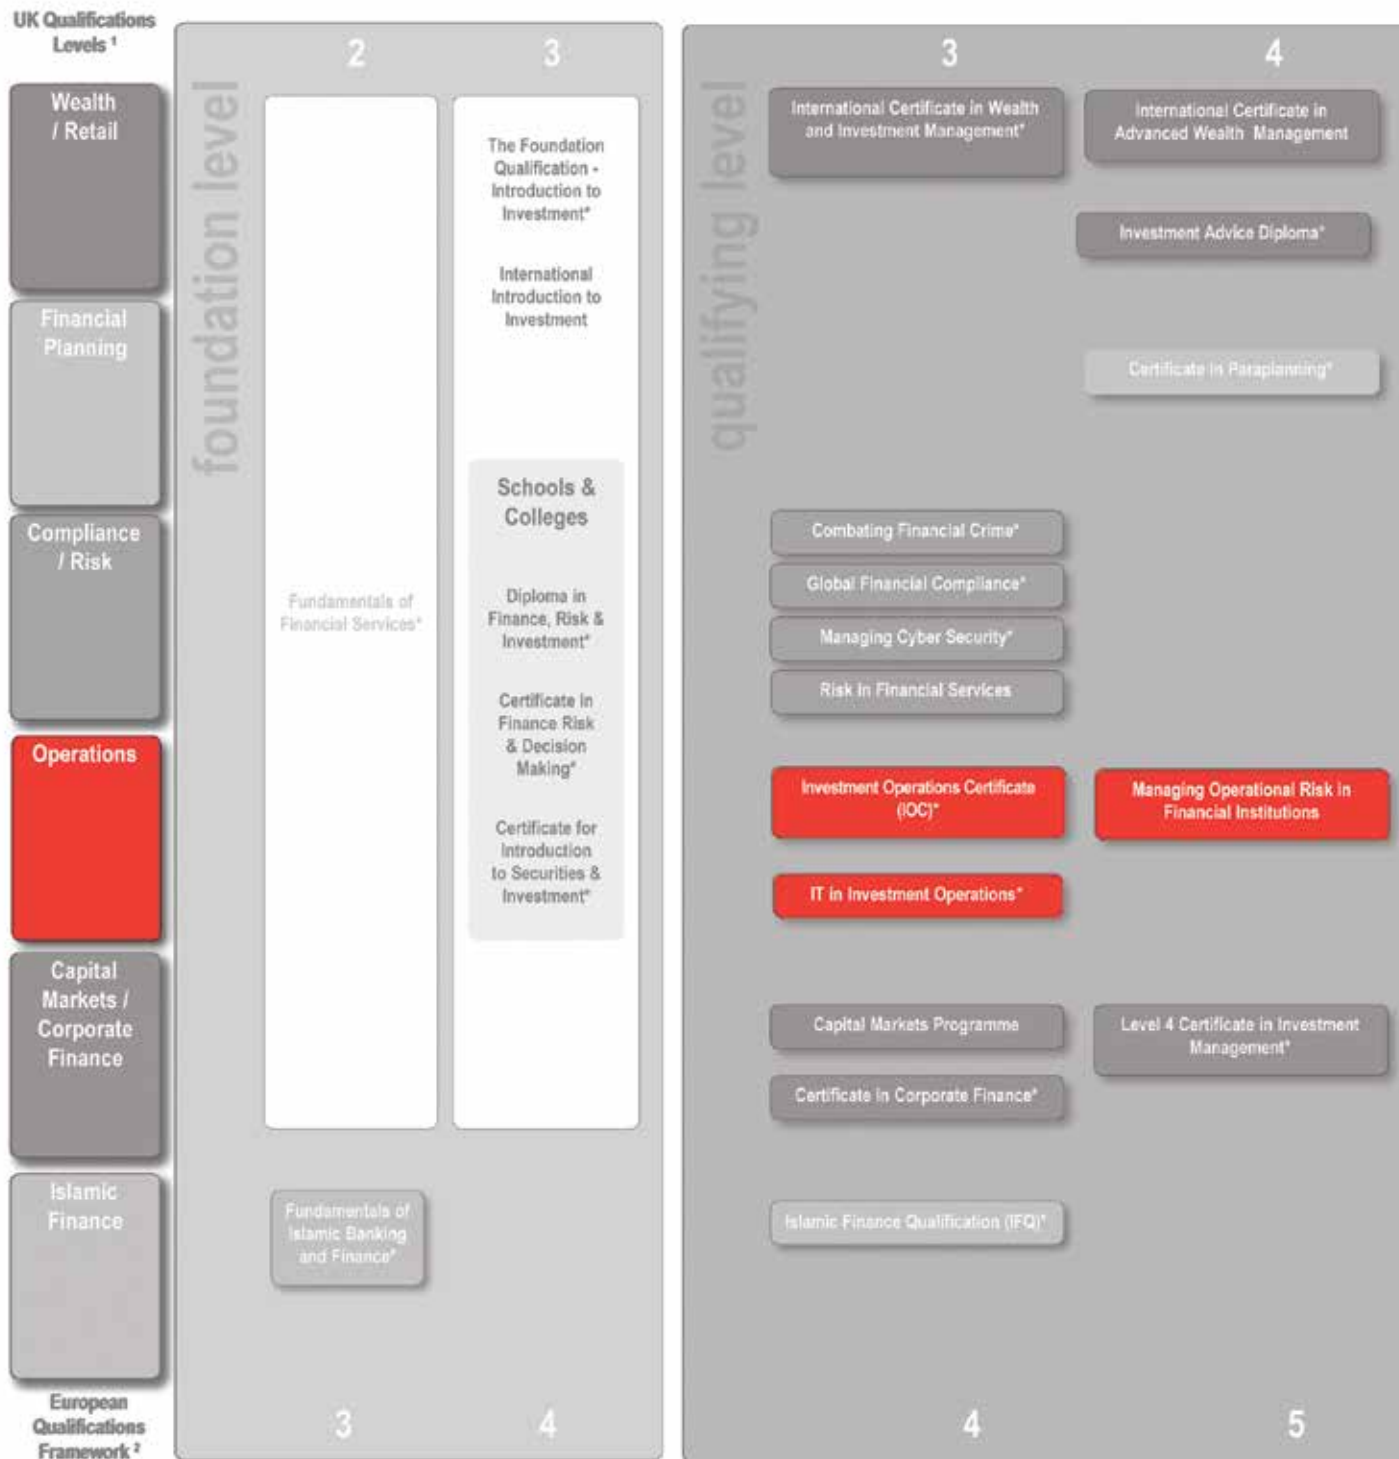 UK Qualifications
Levels ¹
2
3
3
4
foundation level
qualifying level
Wealth
/ Retail
Financial
Planning
Compliance
/ Risk
Operations
Capital
Markets /
Corporate
Finance
Islamic
Finance
Fundamentals of
Financial Services*
Fundamentals of
Islamic Banking
and Finance*
The Foundation
Qualification -
Introduction to
Investment*
International
Introduction to
Investment
Schools &
Colleges
Diploma in
Finance, Risk &
Investment*
Certificate in
Finance Risk
& Decision
Making*
Certificate for
Introduction
to Securities &
Investment*
International Certificate in Wealth
and Investment Management*
International Certificate in
Advanced Wealth Management
Investment Advice Diploma*
Certificate in Paraplanning*
Combating Financial Crime*
Global Financial Compliance*
Managing Cyber Security*
Risk in Financial Services
Investment Operations Certificate
(IOC)*
Managing Operational Risk in
Financial Institutions
IT in Investment Operations*
Capital Markets Programme
Level 4 Certificate in Investment
Management*
Certificate in Corporate Finance*
Islamic Finance Qualification (IFQ)*
European
Qualifications
Framework ²
3
4
4
5